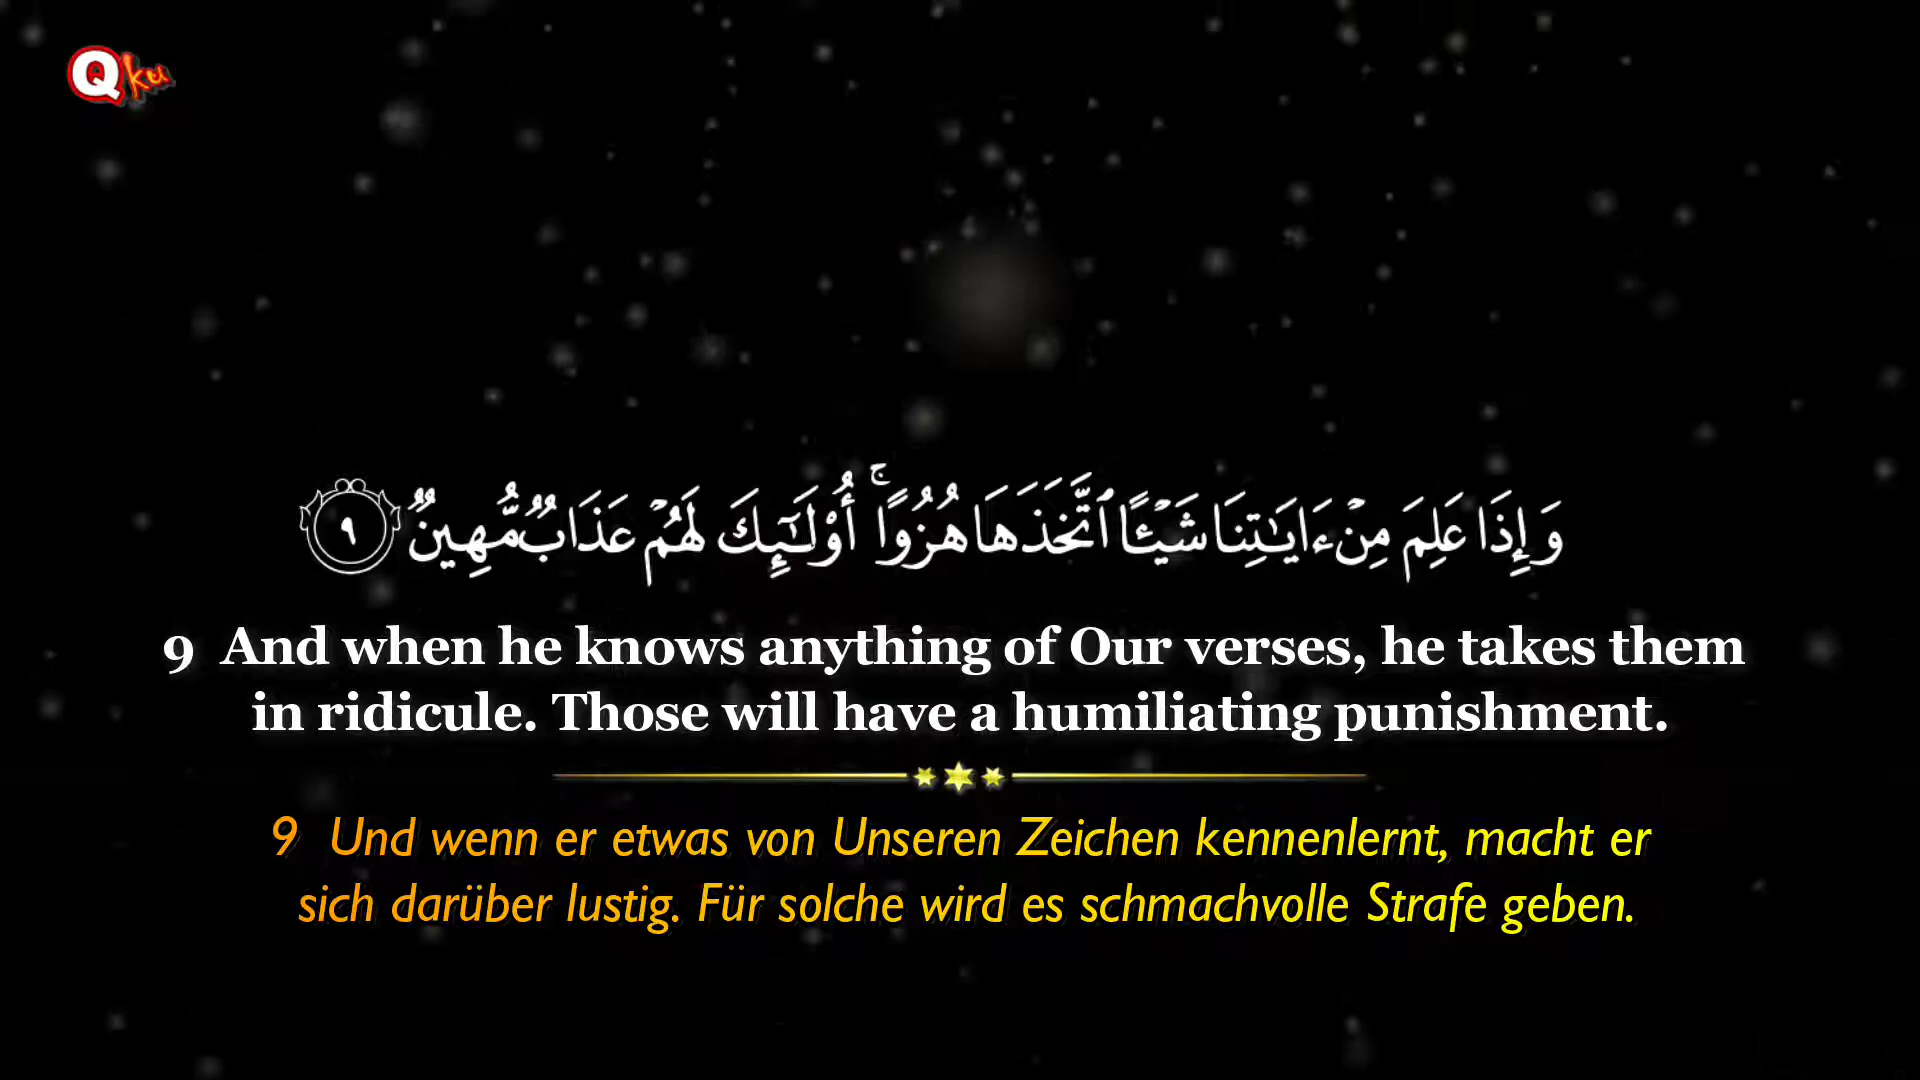 Qku
وَإِذَا عَلِمَ مِنْ ءَايَـٰتِنَا شَيْـًٔا ٱتَّخَذَهَا هُزُوًا ۚ أُو۟لَـٰٓئِكَ لَهُمْ عَذَابٌ مُّهِينٌ ٩
9 And when he knows anything of Our verses, he takes them
in ridicule. Those will have a humiliating punishment.
9 Und wenn er etwas von Unseren Zeichen kennenlernt, macht er
sich darüber lustig. Für solche wird es schmachvolle Strafe geben.